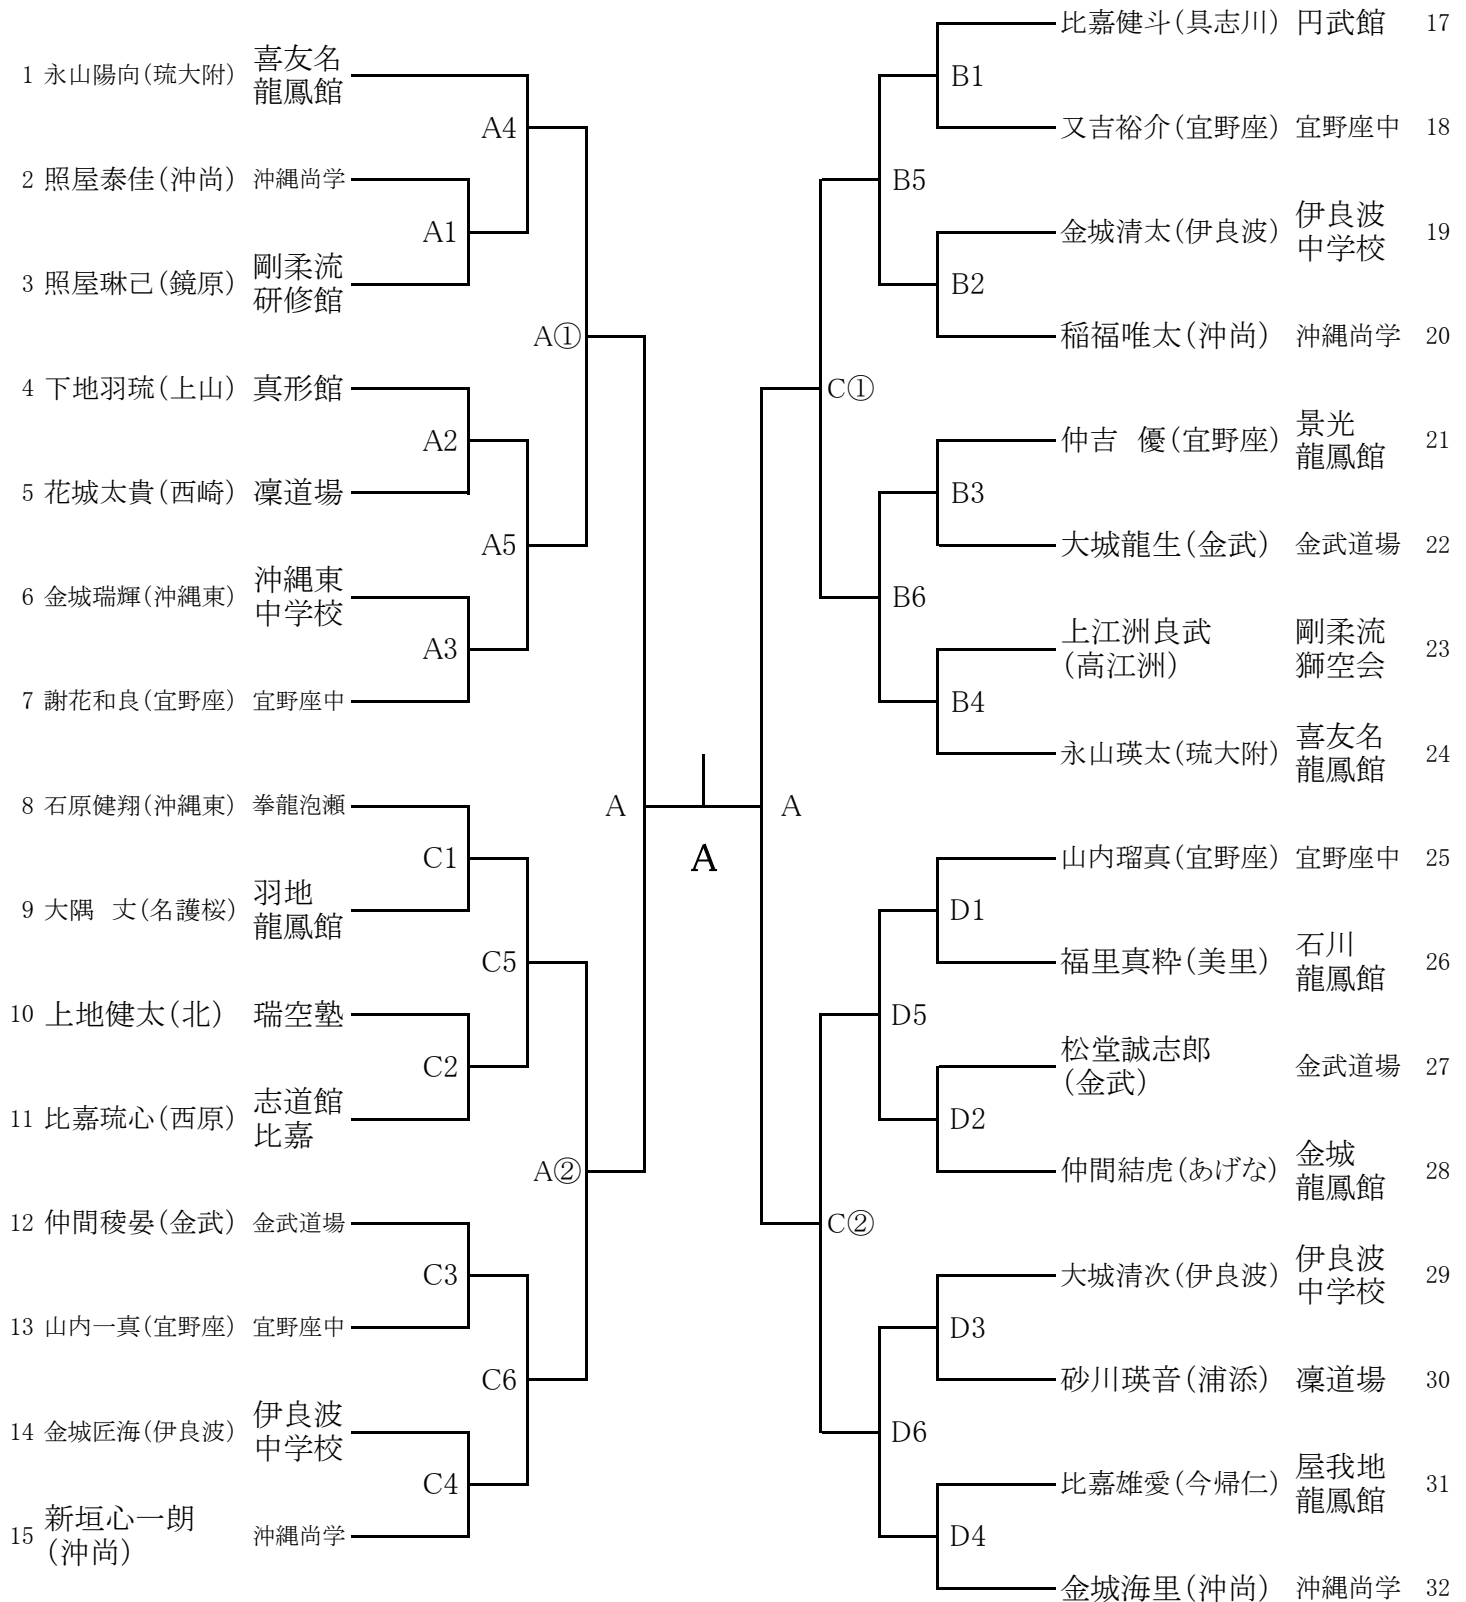 1 永山陽向(琉大附) 喜友名
龍鳳館
2 照屋泰佳(沖尚) 沖縄尚学
3 照屋琳己(鏡原) 剛柔流
研修館
4 下地羽琉(上山) 真形館
5 花城太貴(西崎) 凜道場
6 金城瑞輝(沖縄東) 沖縄東
中学校
7 謝花和良(宜野座) 宜野座中
8 石原健翔(沖縄東) 拳龍泡瀬
9 大隅　丈(名護桜) 羽地
龍鳳館
10 上地健太(北) 瑞空塾
11 比嘉琉心(西原) 志道館
比嘉
12 仲間稜晏(金武) 金武道場
13 山内一真(宜野座) 宜野座中
14 金城匠海(伊良波) 伊良波
中学校
15 新垣心一朗
(沖尚) 沖縄尚学
A4
A1
A①
A2
A5
A3
A
C1
C5
C2
A②
C3
C6
C4
A
A
B1
B5
B2
C①
B3
B6
B4
D1
D5
D2
C②
D3
D6
D4
比嘉健斗(具志川) 円武館 17
又吉裕介(宜野座) 宜野座中 18
金城清太(伊良波) 伊良波
中学校 19
稲福唯太(沖尚) 沖縄尚学 20
仲吉　優(宜野座) 景光
龍鳳館 21
大城龍生(金武) 金武道場 22
上江洲良武
(高江洲) 剛柔流
獅空会 23
永山瑛太(琉大附) 喜友名
龍鳳館 24
山内瑠真(宜野座) 宜野座中 25
福里真粋(美里) 石川
龍鳳館 26
松堂誠志郎
(金武) 金武道場 27
仲間結虎(あげな) 金城
龍鳳館 28
大城清次(伊良波) 伊良波
中学校 29
砂川瑛音(浦添) 凜道場 30
比嘉雄愛(今帰仁) 屋我地
龍鳳館 31
金城海里(沖尚) 沖縄尚学 32